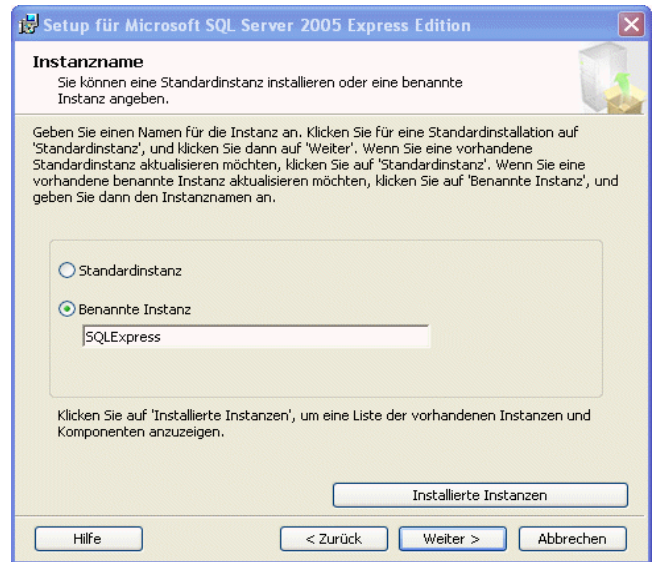 Setup für Microsoft SQL Server 2005 Express Edition
Instanzname
Sie können eine Standardinstanz installieren oder eine benannte
Instanz angeben.
Geben Sie einen Namen für die Instanz an. Klicken Sie für eine Standardinstallation auf
'Standardinstanz', und klicken Sie dann auf 'Weiter'. Wenn Sie eine vorhandene
Standardinstanz aktualisieren möchten, klicken Sie auf 'Standardinstanz'. Wenn Sie eine
vorhandene benannte Instanz aktualisieren möchten, klicken Sie auf 'Benannte Instanz', und
geben Sie dann den Instanznamen an.
Standardinstanz
Benannte Instanz
SQLExpress
Klicken Sie auf 'Installierte Instanzen', um eine Liste der vorhandenen Instanzen und
Komponenten anzuzeigen.
Installierte Instanzen
Hilfe
< Zurück
Weiter >
Abbrechen